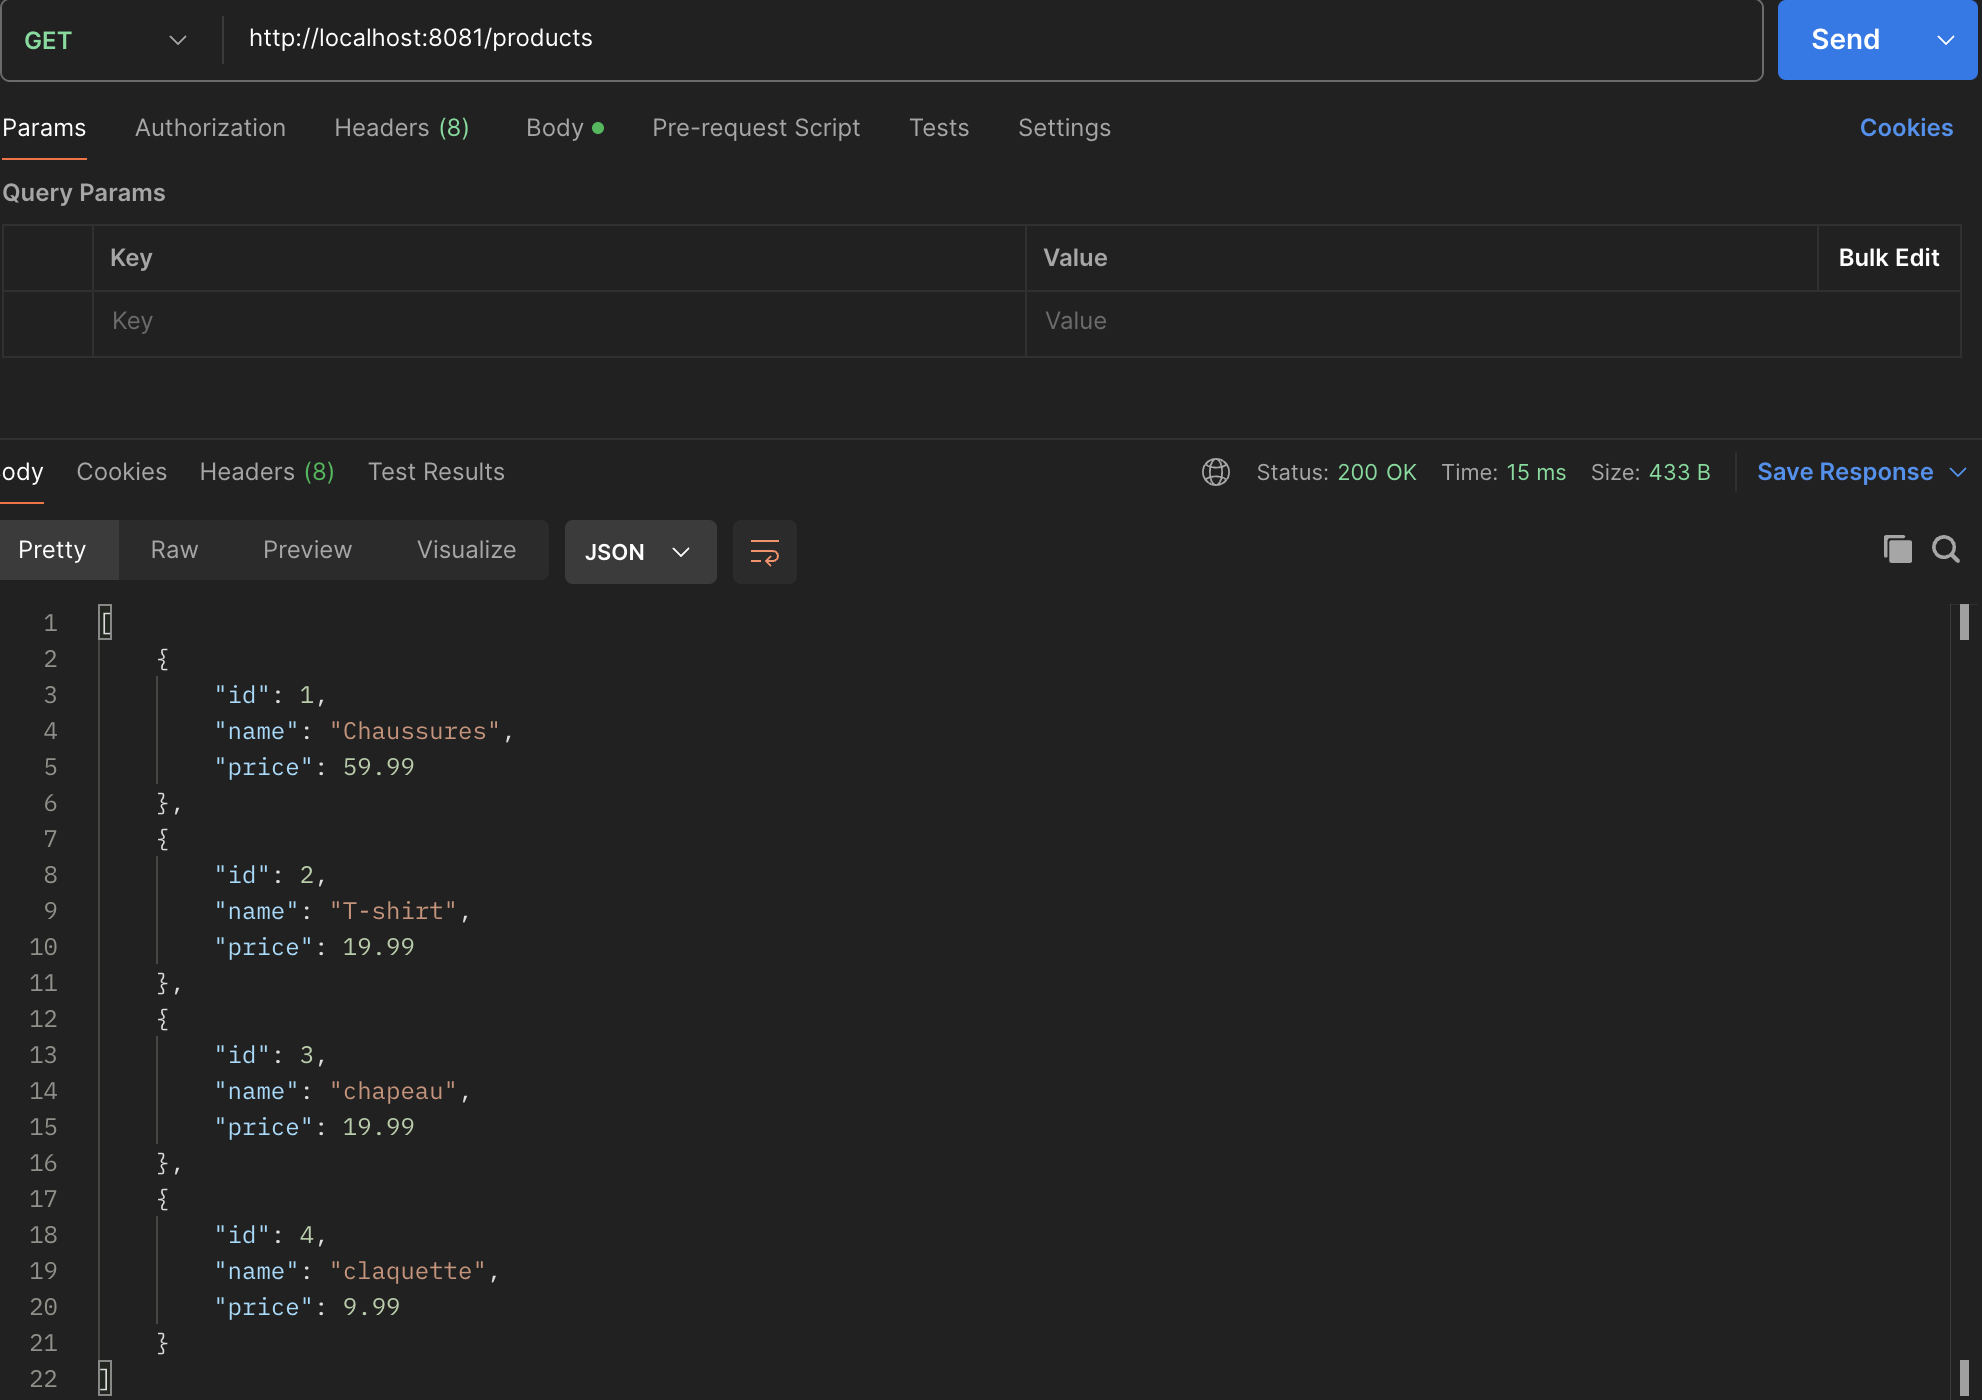 GET http://localhost:8081/products Send
Params Authorization Headers (8) Body Pre-request Script Tests Settings Cookies
Query Params
Key Value Bulk Edit
Key Value
ody Cookies Headers (8) Test Results Status: 200 OK Time: 15 ms Size: 433 B Save Response
Pretty Raw Preview Visualize JSON
1 [
2 {
3 "id": 1,
4 "name": "Chaussures",
5 "price": 59.99
6 },
7 {
8 "id": 2,
9 "name": "T-shirt",
10 "price": 19.99
11 },
12 {
13 "id": 3,
14 "name": "chapeau",
15 "price": 19.99
16 },
17 {
18 "id": 4,
19 "name": "claquette",
20 "price": 9.99
21 }
22 ]